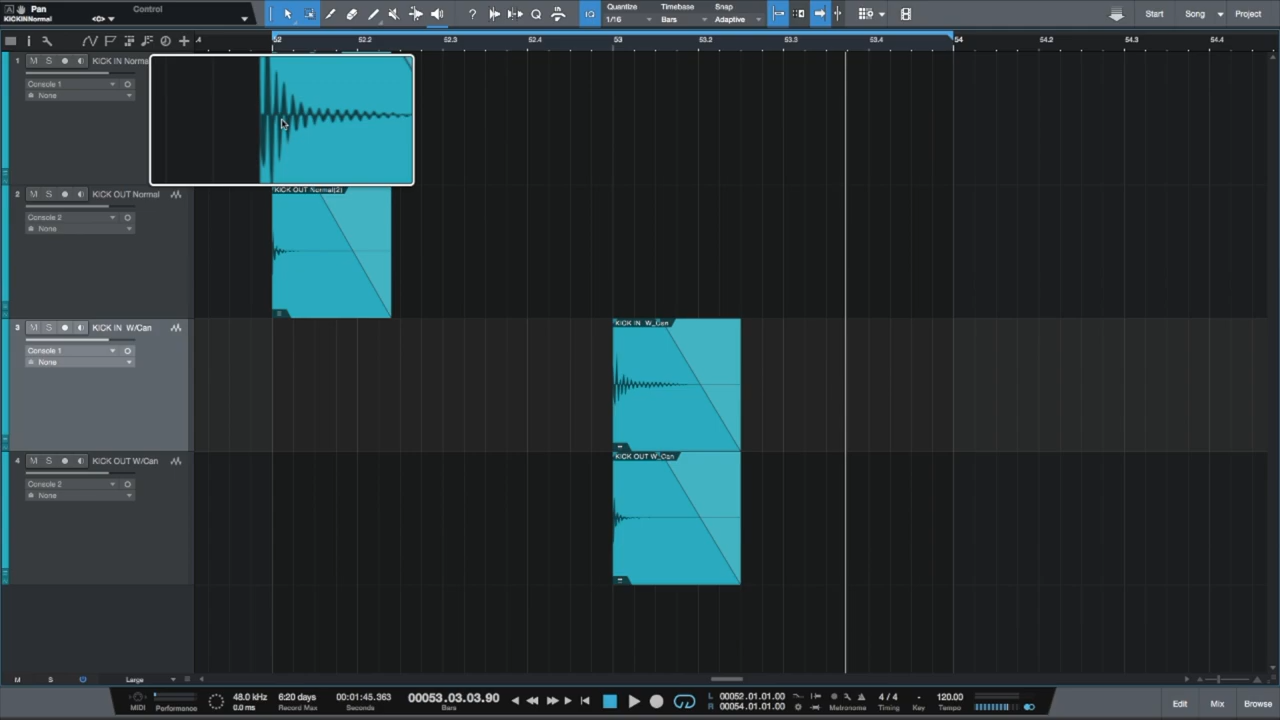 Pan
Control
KICKINNormal
Quantize
1/16
Timebase
Bars
Snap
Adaptive
IQ
Start
Song
Project
.4
52
52.2
52.3
52.4
53
53.2
53.3
53.4
54
54.2
54.3
54.4
1 M S KICK IN Norma
Console 1
None
2 M S KICK OUT Normal
Console 2
None
KICK OUT Normal(2)
3 M S KICK IN W/Can
Console 1
None
KICK IN W_Can
4 M S KICK OUT W/Can
Console 2
None
KICK OUT W_Can
M S Large
MIDI
Performance
48.0 kHz
0.0 ms
6:20 days
Record Max
00:01:45.363
Seconds
00053.03.03.90
Bars
L 00052.01.01.00
R 00054.01.01.00
Metronome
4 / 4
Timing
-
Key
120.00
Tempo
Edit
Mix
Browse